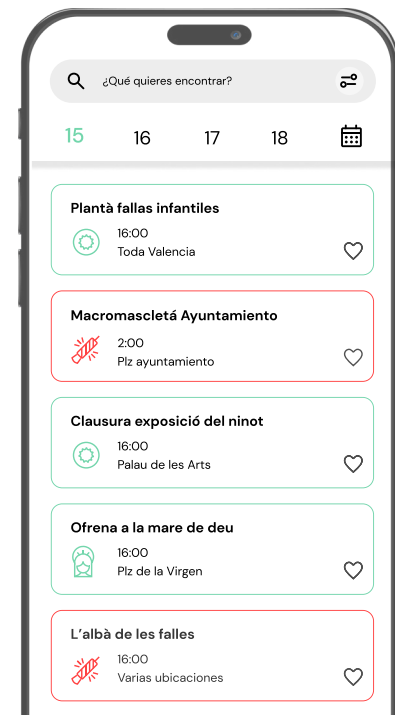 ¿Qué quieres encontrar?
15 16 17 18
Plantà fallas infantiles
16:00
Toda Valencia
Macromascletá Ayuntamiento
2:00
Plz ayuntamiento
Clausura exposició del ninot
16:00
Palau de les Arts
Ofrena a la mare de deu
16:00
Plz de la Virgen
L’albà de les falles
16:00
Varias ubicaciones